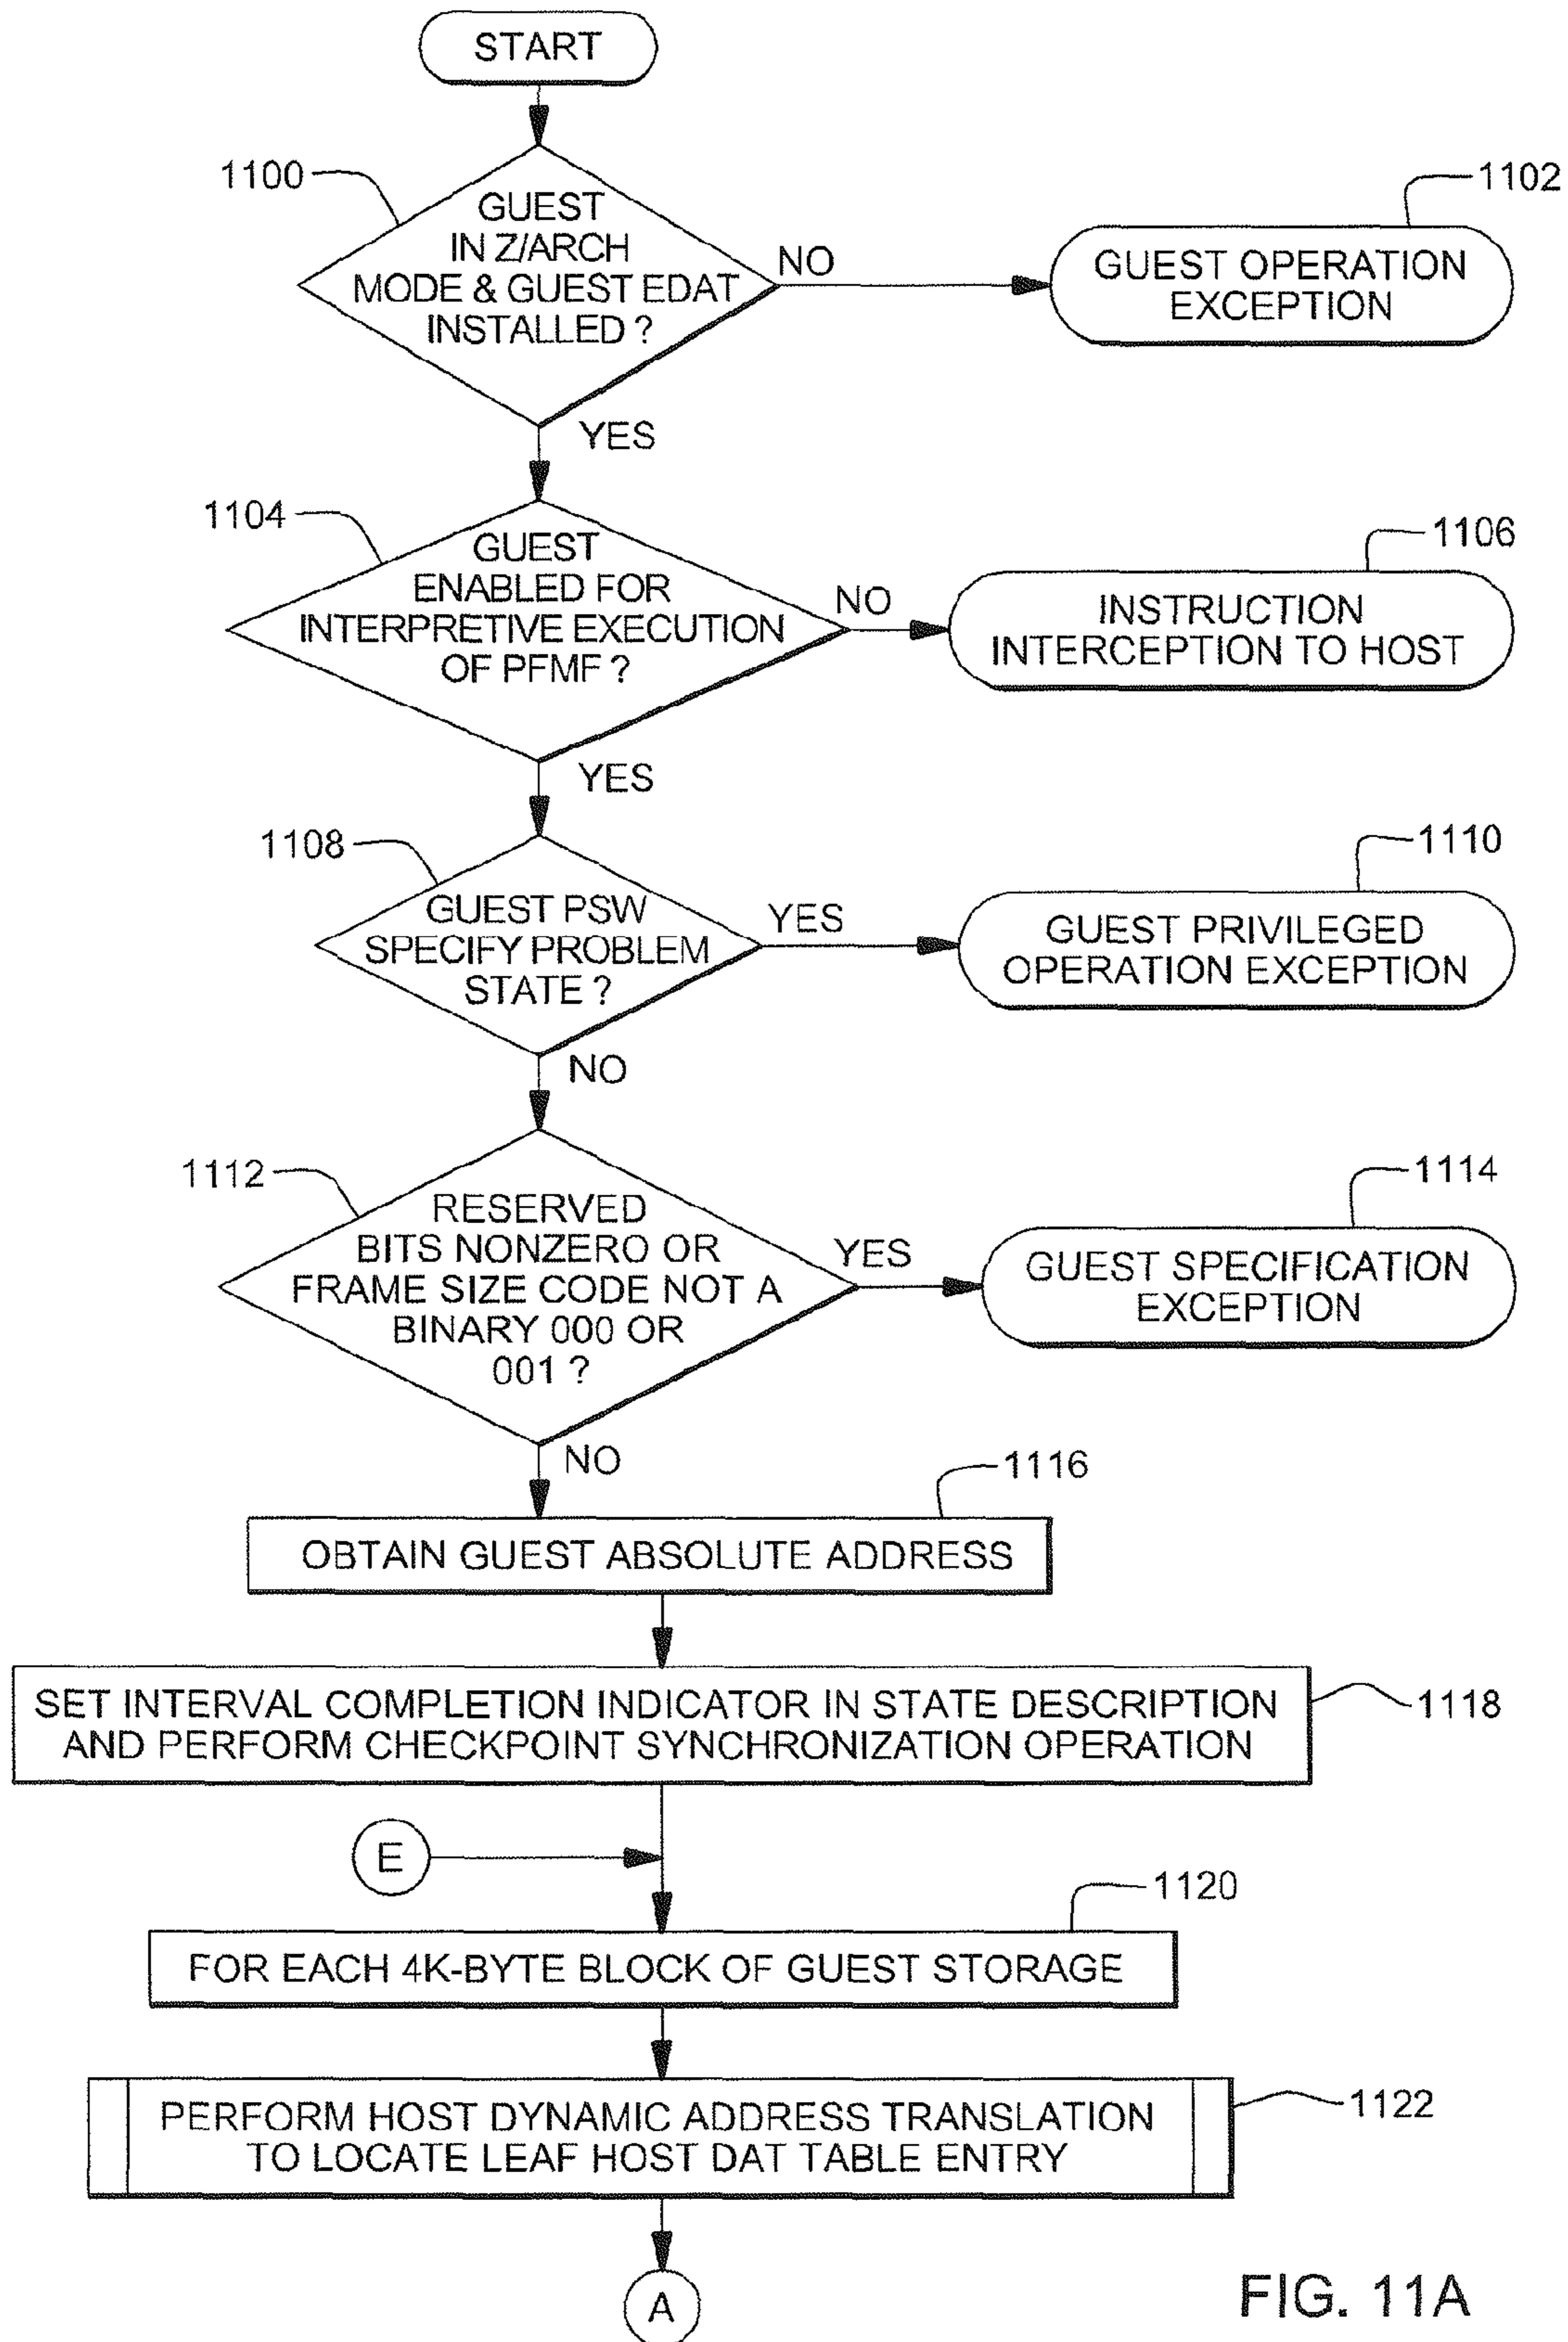 START
1100
GUEST
IN Z/ARCH
MODE & GUEST EDAT
INSTALLED ?
NO
1102
GUEST OPERATION
EXCEPTION
YES
1104
GUEST
ENABLED FOR
INTERPRETIVE EXECUTION
OF PFMF ?
NO
1106
INSTRUCTION
INTERCEPTION TO HOST
YES
1108
GUEST PSW
SPECIFY PROBLEM
STATE ?
YES
1110
GUEST PRIVILEGED
OPERATION EXCEPTION
NO
1112
RESERVED
BITS NONZERO OR
FRAME SIZE CODE NOT A
BINARY 000 OR
001 ?
YES
1114
GUEST SPECIFICATION
EXCEPTION
NO
1116
OBTAIN GUEST ABSOLUTE ADDRESS
SET INTERVAL COMPLETION INDICATOR IN STATE DESCRIPTION
AND PERFORM CHECKPOINT SYNCHRONIZATION OPERATION
1118
E
1120
FOR EACH 4K-BYTE BLOCK OF GUEST STORAGE
PERFORM HOST DYNAMIC ADDRESS TRANSLATION
TO LOCATE LEAF HOST DAT TABLE ENTRY
1122
A
FIG. 11A